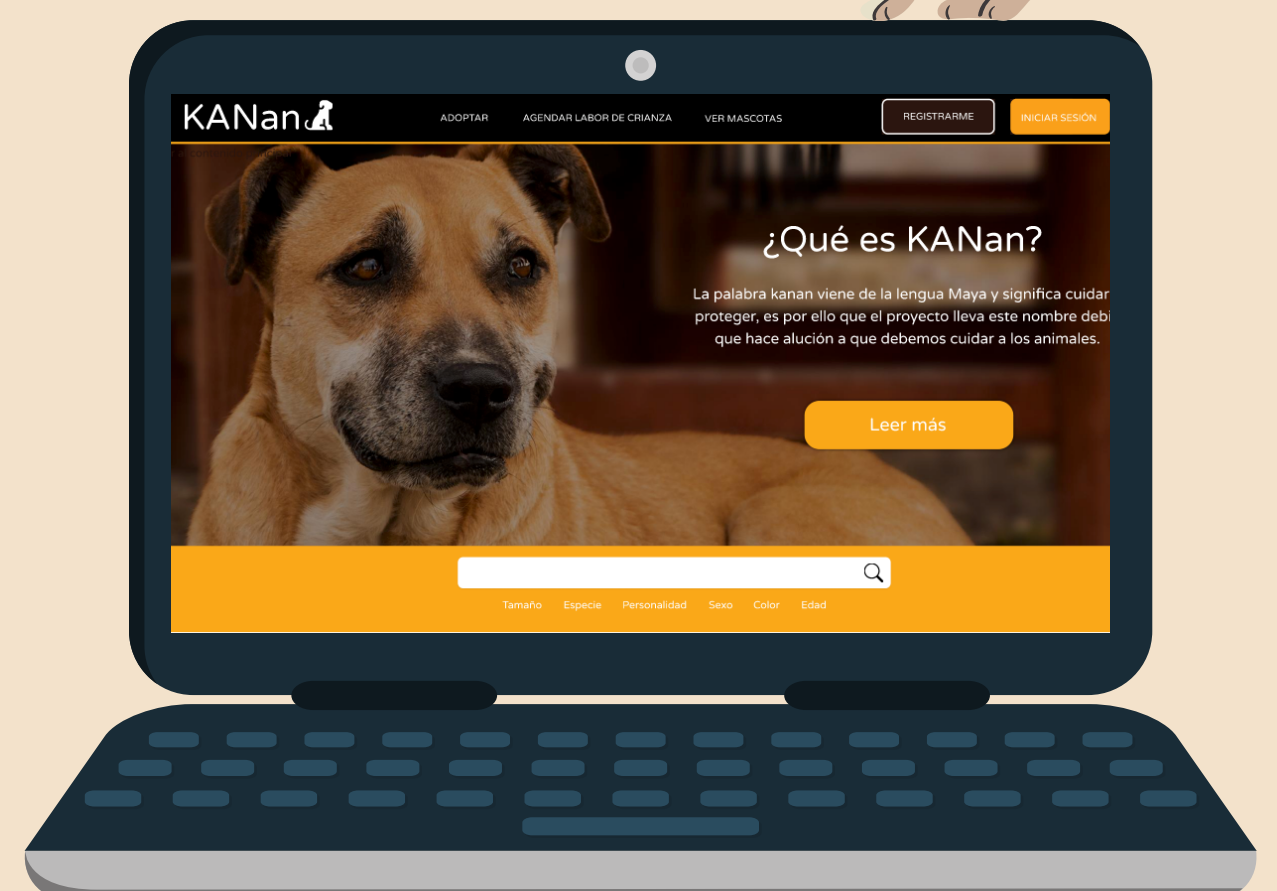 KANan
ADOPTAR
AGENDAR LABOR DE CRIANZA
VER MASCOTAS
REGISTRARME
INICIAR SESIÓN
¿Qué es KANan?
La palabra kanan viene de la lengua Maya y significa cuidar
proteger, es por ello que el proyecto lleva este nombre debi
que hace alución a que debemos cuidar a los animales.
Leer más
Tamaño
Especie
Personalidad
Sexo
Color
Edad